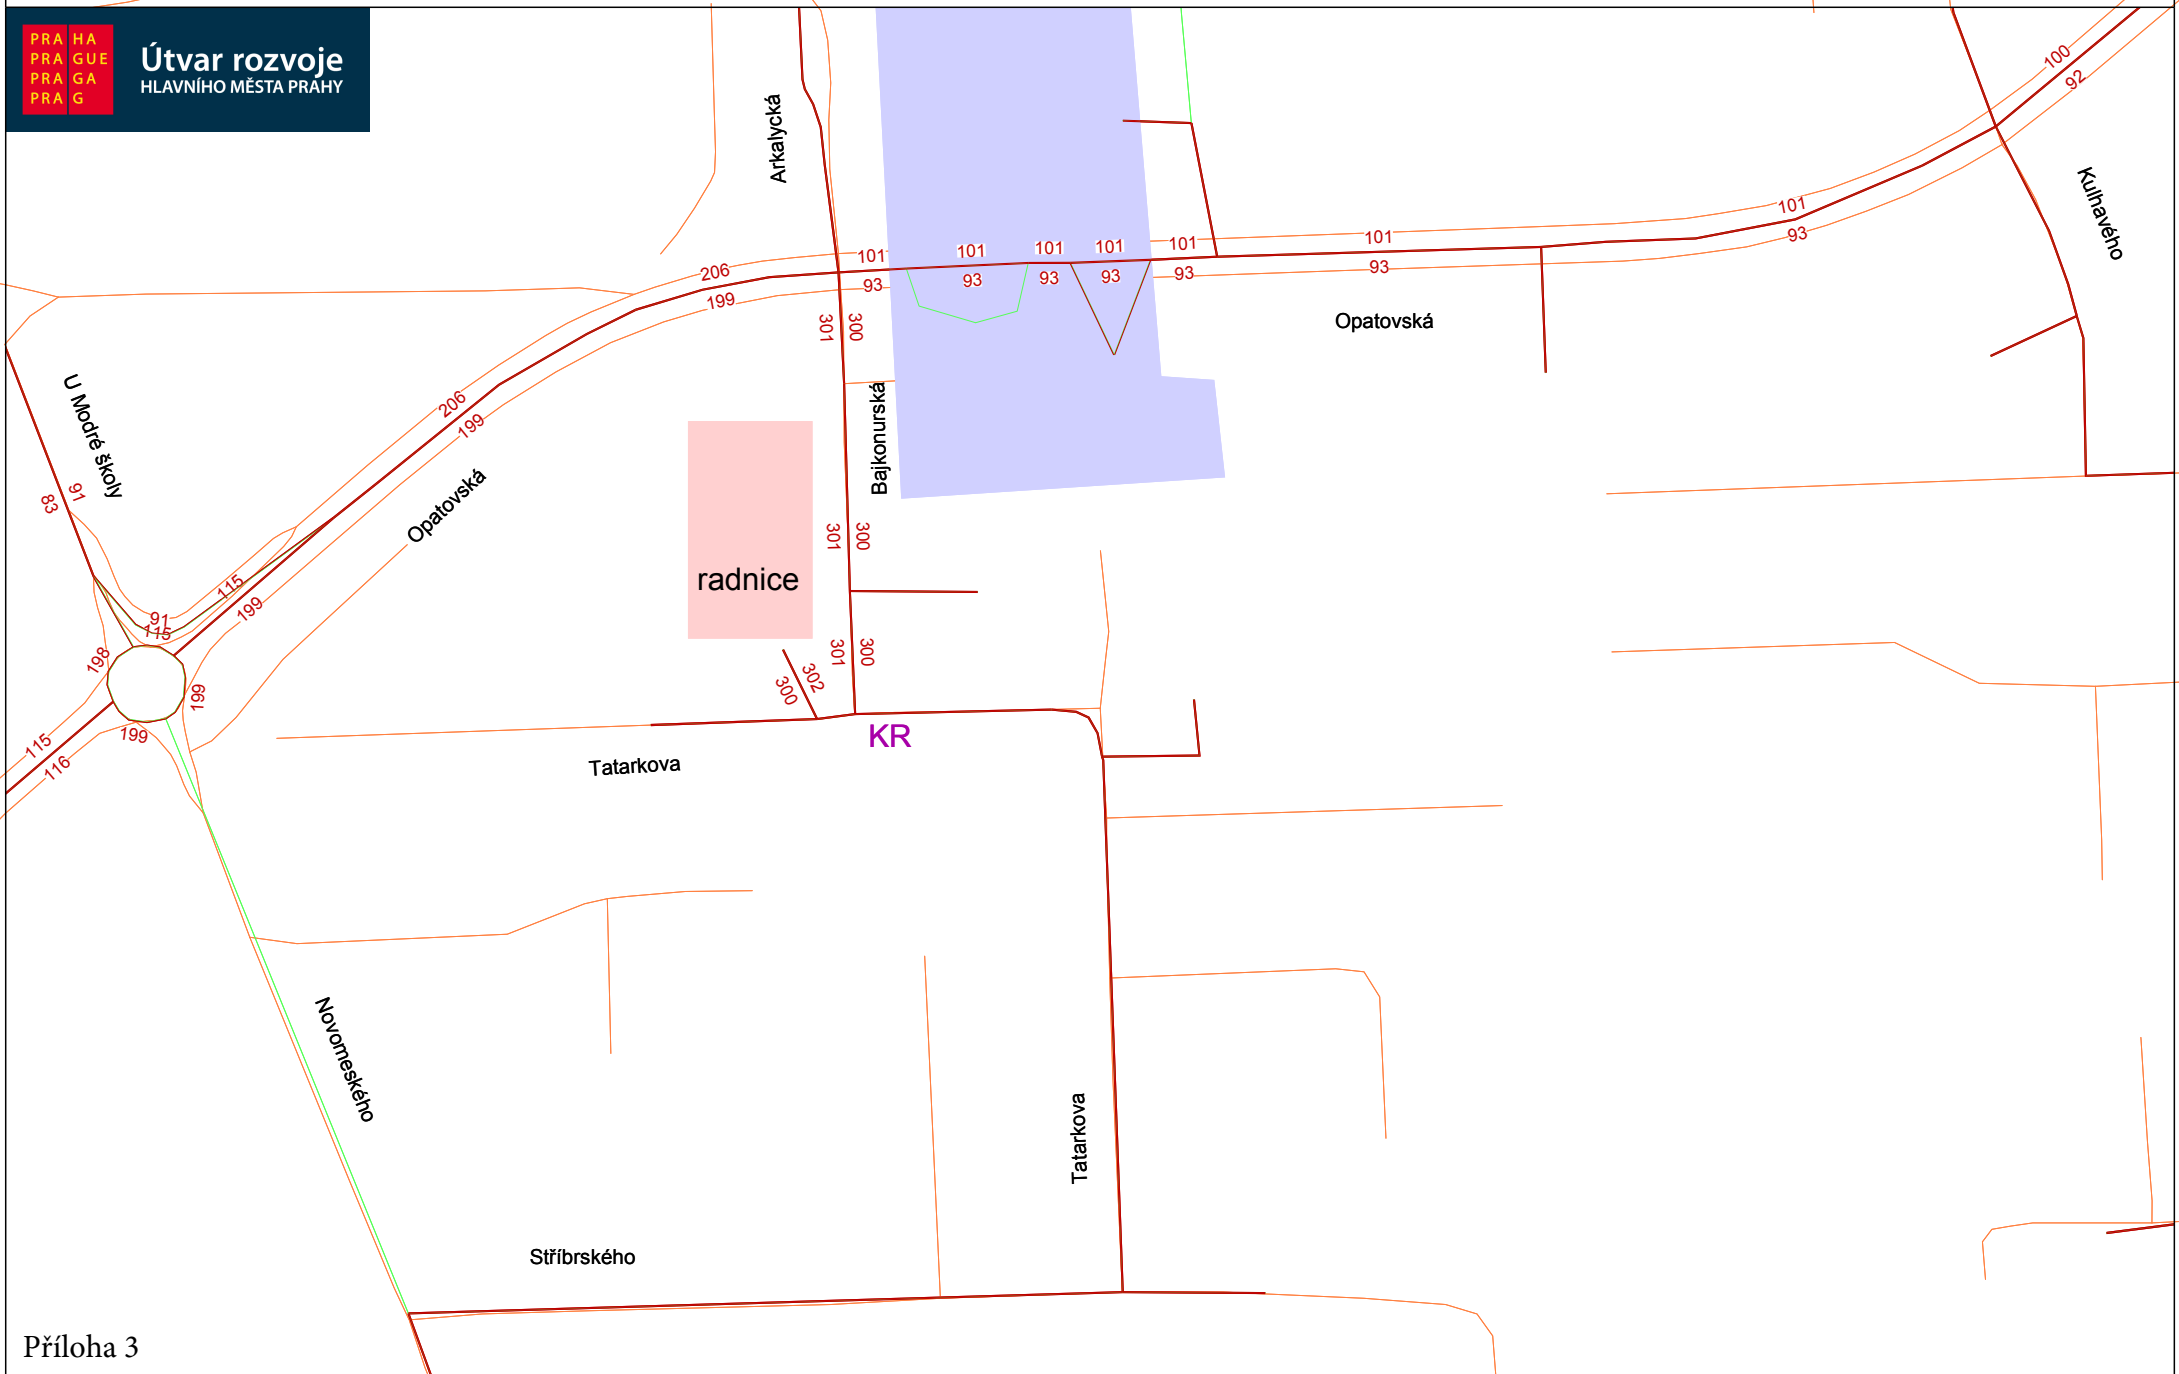 PRA HA
PRA GUE
PRA GA
PRA G
Útvar rozvoje
HLAVNÍHO MĚSTA PRAHY
100
92
Arkalycká
Kulhavého
101
93
206
101
101
101
101
101
101
199
93
93
93
93
93
93
301
300
Opatovská
U Modré školy
206
199
Bajkonurská
83
91
Opatovská
301
300
radnice
115
199
91
115
198
199
301
300
300
302
115
116
199
KR
Tatarkova
Novomeského
Tatarkova
Stříbrského
Příloha 3